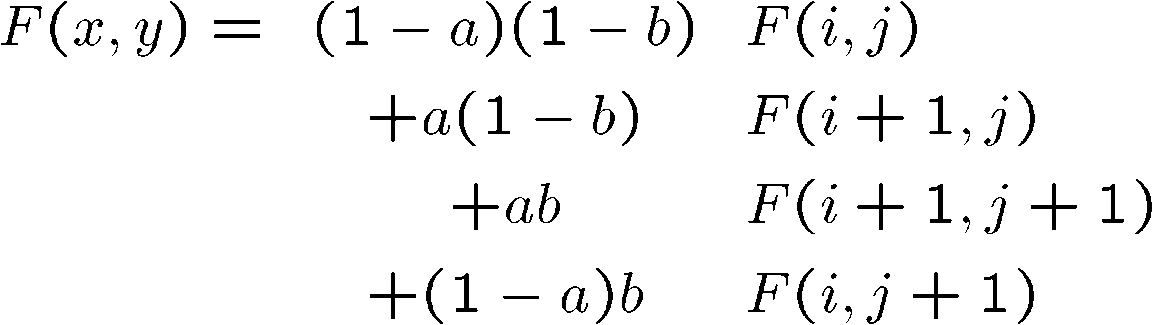 F(x, y) = (1 − a)(1 − b) F(i, j)
+a(1 − b) F(i + 1, j)
+ab F(i + 1, j + 1)
+(1 − a)b F(i, j + 1)